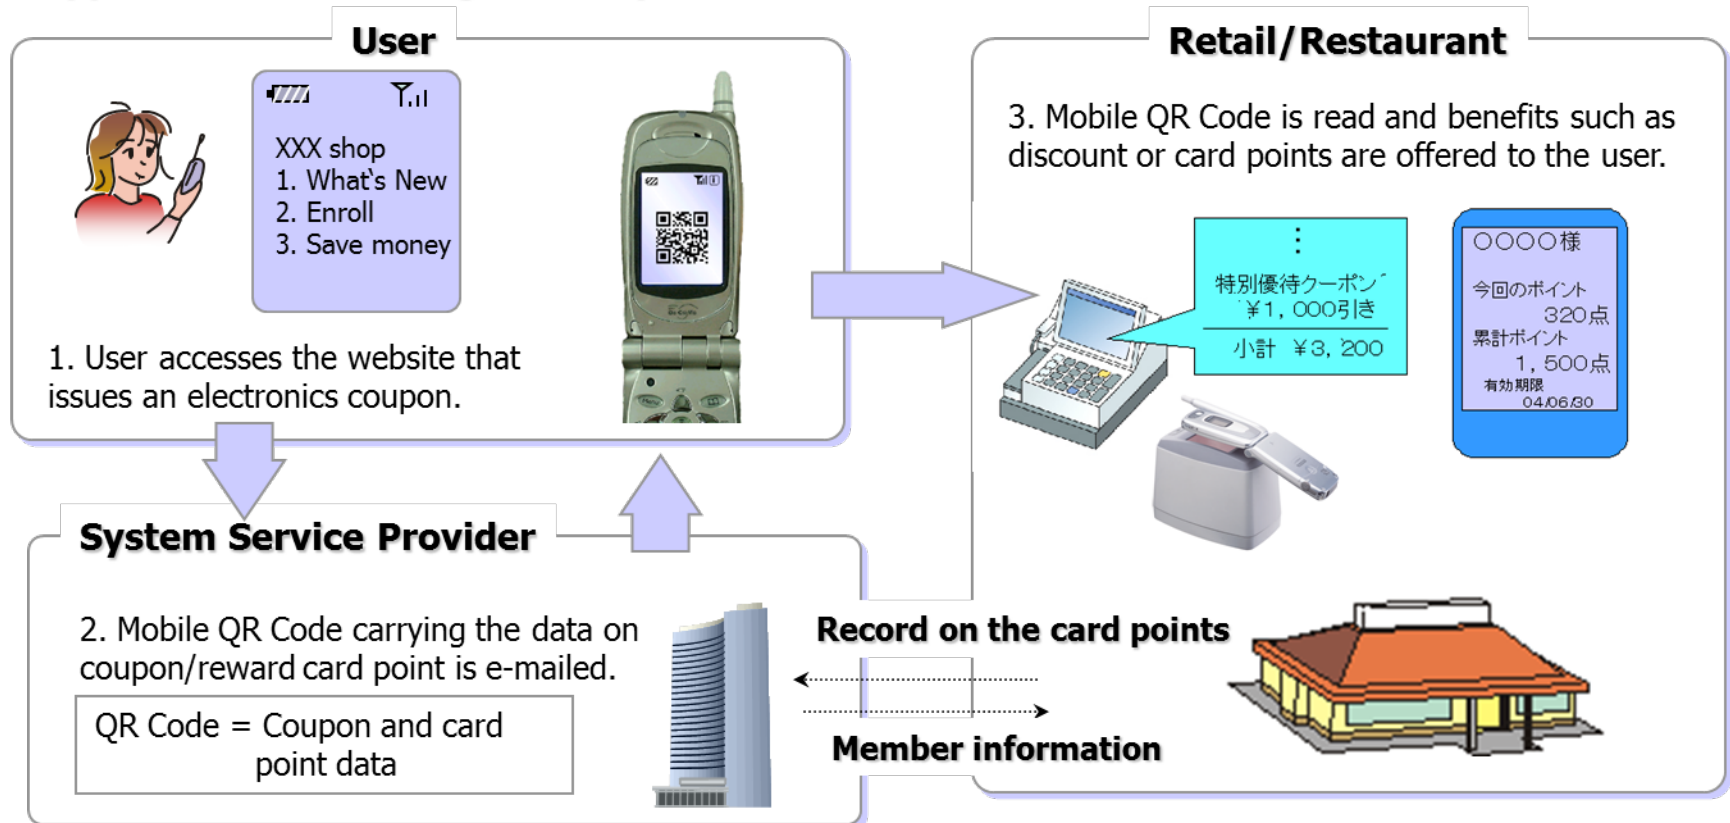 User
XXX shop
1. What's New
2. Enroll
3. Save money
1. User accesses the website that
issues an electronics coupon.
System Service Provider
2. Mobile QR Code carrying the data on
coupon/reward card point is e-mailed.
QR Code = Coupon and card
point data
Record on the card points
Member information
Retail/Restaurant
3. Mobile QR Code is read and benefits such as
discount or card points are offered to the user.
特別優待クーポン
¥1,000引き
小計 ¥3,200
○○○○様
今回のポイント
320点
累計ポイント
1,500点
有効期限
04/06/30